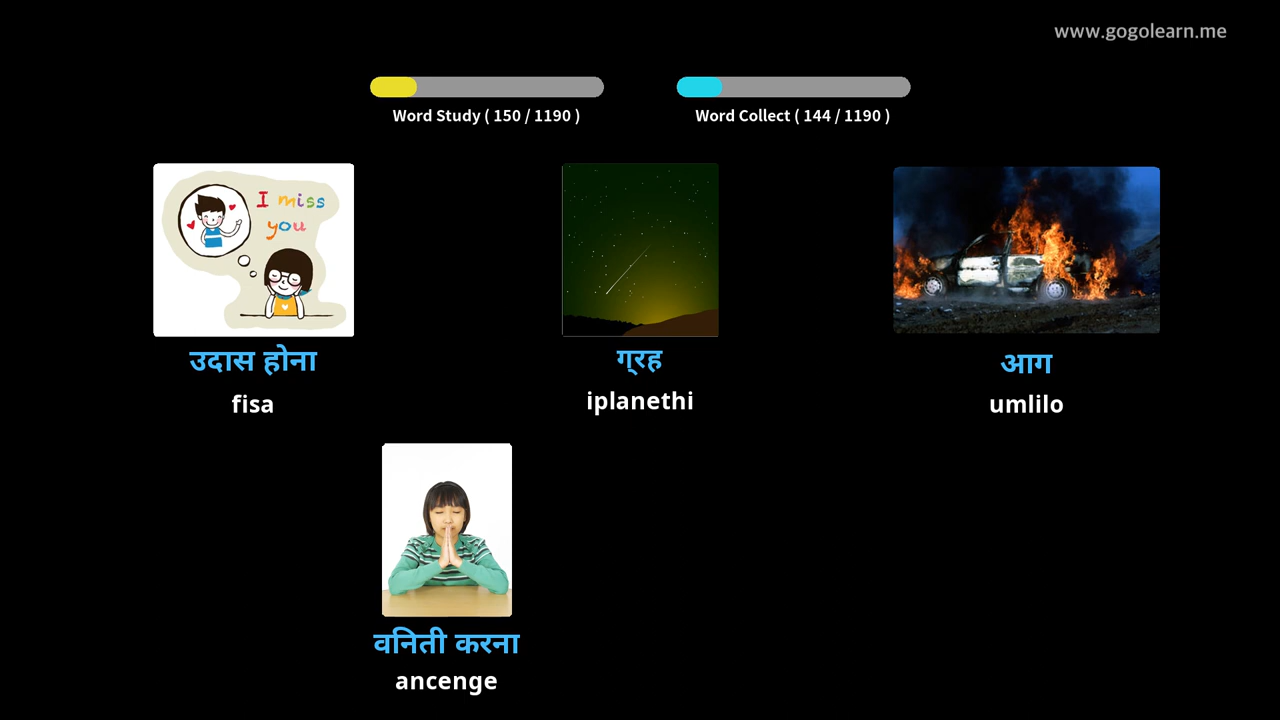 www.gogolearn.me
Word Study ( 150 / 1190 )
Word Collect ( 144 / 1190 )
I miss
you
उदास होना
ग्रह
आग
fisa
iplanethi
umlilo
वनिती करना
ancenge